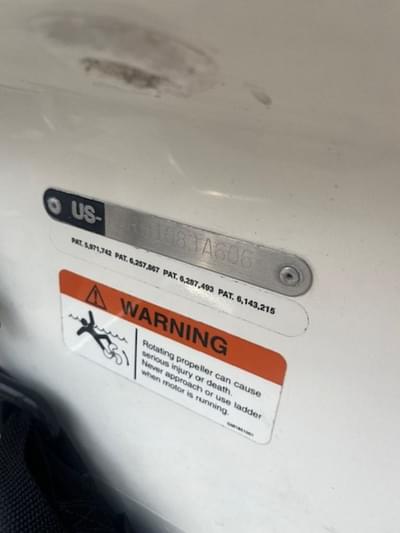 US-
PAT. 5,971,742 PAT. 6,257,867 PAT. 6,287,493 PAT. 6,143,215
WARNING
Rotating propeller can cause
serious injury or death.
Never approach or use ladder
when motor is running.